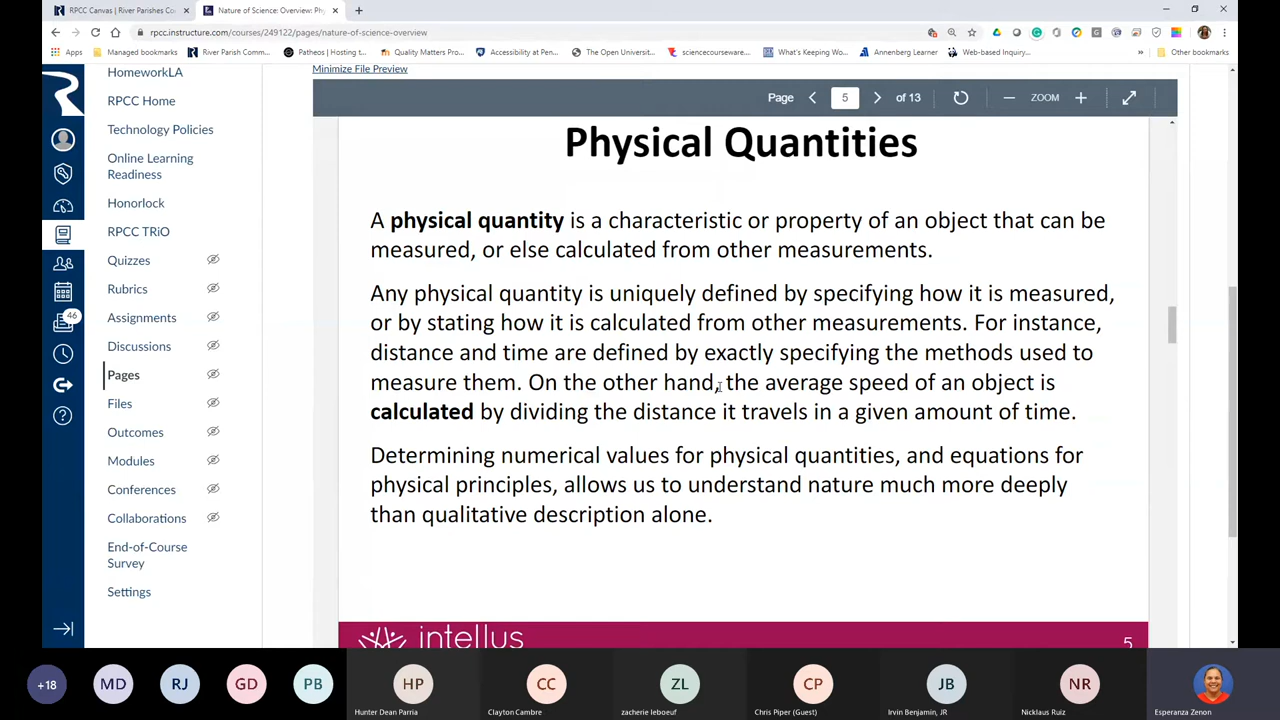 RPCC Canvas | River Parishes Co
Nature of Science: Overview: Ph
rpcc.instructure.com/courses/249122/pages/nature-of-science-overview
Apps
Managed bookmarks
River Parish Comm...
Patheos | Hosting t...
Quality Matters Pro...
Accessibility at Pen...
The Open Universit...
sciencecourseware...
What's Keeping Wo...
Annenberg Learner
Web-based Inquiry...
»
Other bookmarks
HomeworkLA
RPCC Home
Technology Policies
Online Learning
Readiness
Honorlock
RPCC TRiO
Quizzes
Rubrics
Assignments
Discussions
Pages
Files
Outcomes
Modules
Conferences
Collaborations
End-of-Course
Survey
Settings
46
Minimize File Preview
Page 5 of 13
ZOOM
Physical Quantities
A physical quantity is a characteristic or property of an object that can be
measured, or else calculated from other measurements.
Any physical quantity is uniquely defined by specifying how it is measured,
or by stating how it is calculated from other measurements. For instance,
distance and time are defined by exactly specifying the methods used to
measure them. On the other hand, the average speed of an object is
calculated by dividing the distance it travels in a given amount of time.
Determining numerical values for physical quantities, and equations for
physical principles, allows us to understand nature much more deeply
than qualitative description alone.
intellus
5
+18
MD
RJ
GD
PB
HP
CC
ZL
CP
JB
NR
Hunter Dean Parria
Clayton Cambre
zacherie leboeuf
Chris Piper (Guest)
Irvin Benjamin, JR
Nicklaus Ruiz
Esperanza Zenon